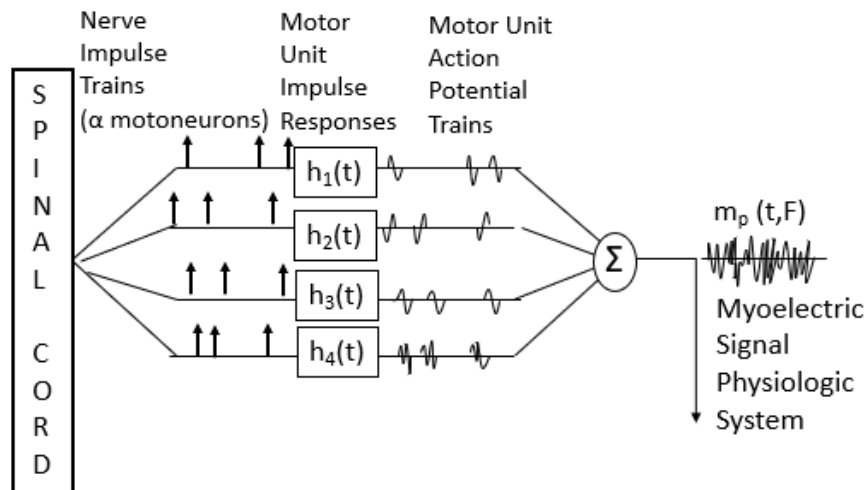 Nerve
Impulse
Trains
(α motoneurons)
Motor
Unit
Impulse
Responses
Motor Unit
Action
Potential
Trains
S
P
I
N
A
L
C
O
R
D
h₁(t)
h₂(t)
h₃(t)
h₄(t)
Σ
mₚ (t,F)
Myoelectric
Signal
Physiologic
System